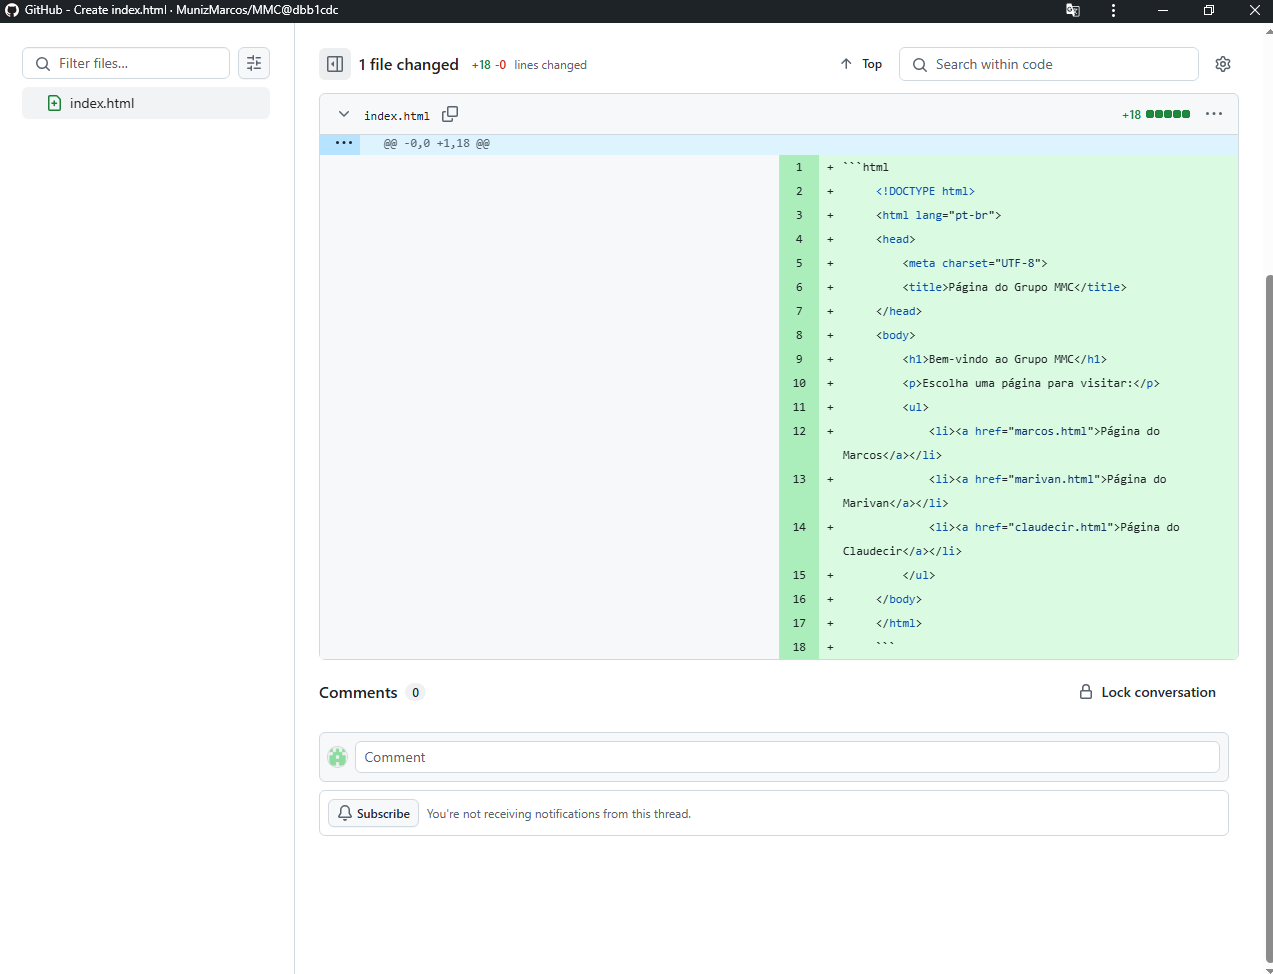 GitHub - Create index.html · MunizMarcos/MMC@dbb1cdc
Filter files...
index.html
1 file changed +18 -0 lines changed
Top
Search within code
index.html
+18
@@ -0,0 +1,18 @@
1 + ```html
2 + <!DOCTYPE html>
3 + <html lang="pt-br">
4 + <head>
5 + <meta charset="UTF-8">
6 + <title>Página do Grupo MMC</title>
7 + </head>
8 + <body>
9 + <h1>Bem-vindo ao Grupo MMC</h1>
10 + <p>Escolha uma página para visitar:</p>
11 + <ul>
12 + <li><a href="marcos.html">Página do
Marcos</a></li>
13 + <li><a href="marivan.html">Página do
Marivan</a></li>
14 + <li><a href="claudecir.html">Página do
Claudecir</a></li>
15 + </ul>
16 + </body>
17 + </html>
18 + ```
Comments 0
Lock conversation
Comment
Subscribe You're not receiving notifications from this thread.